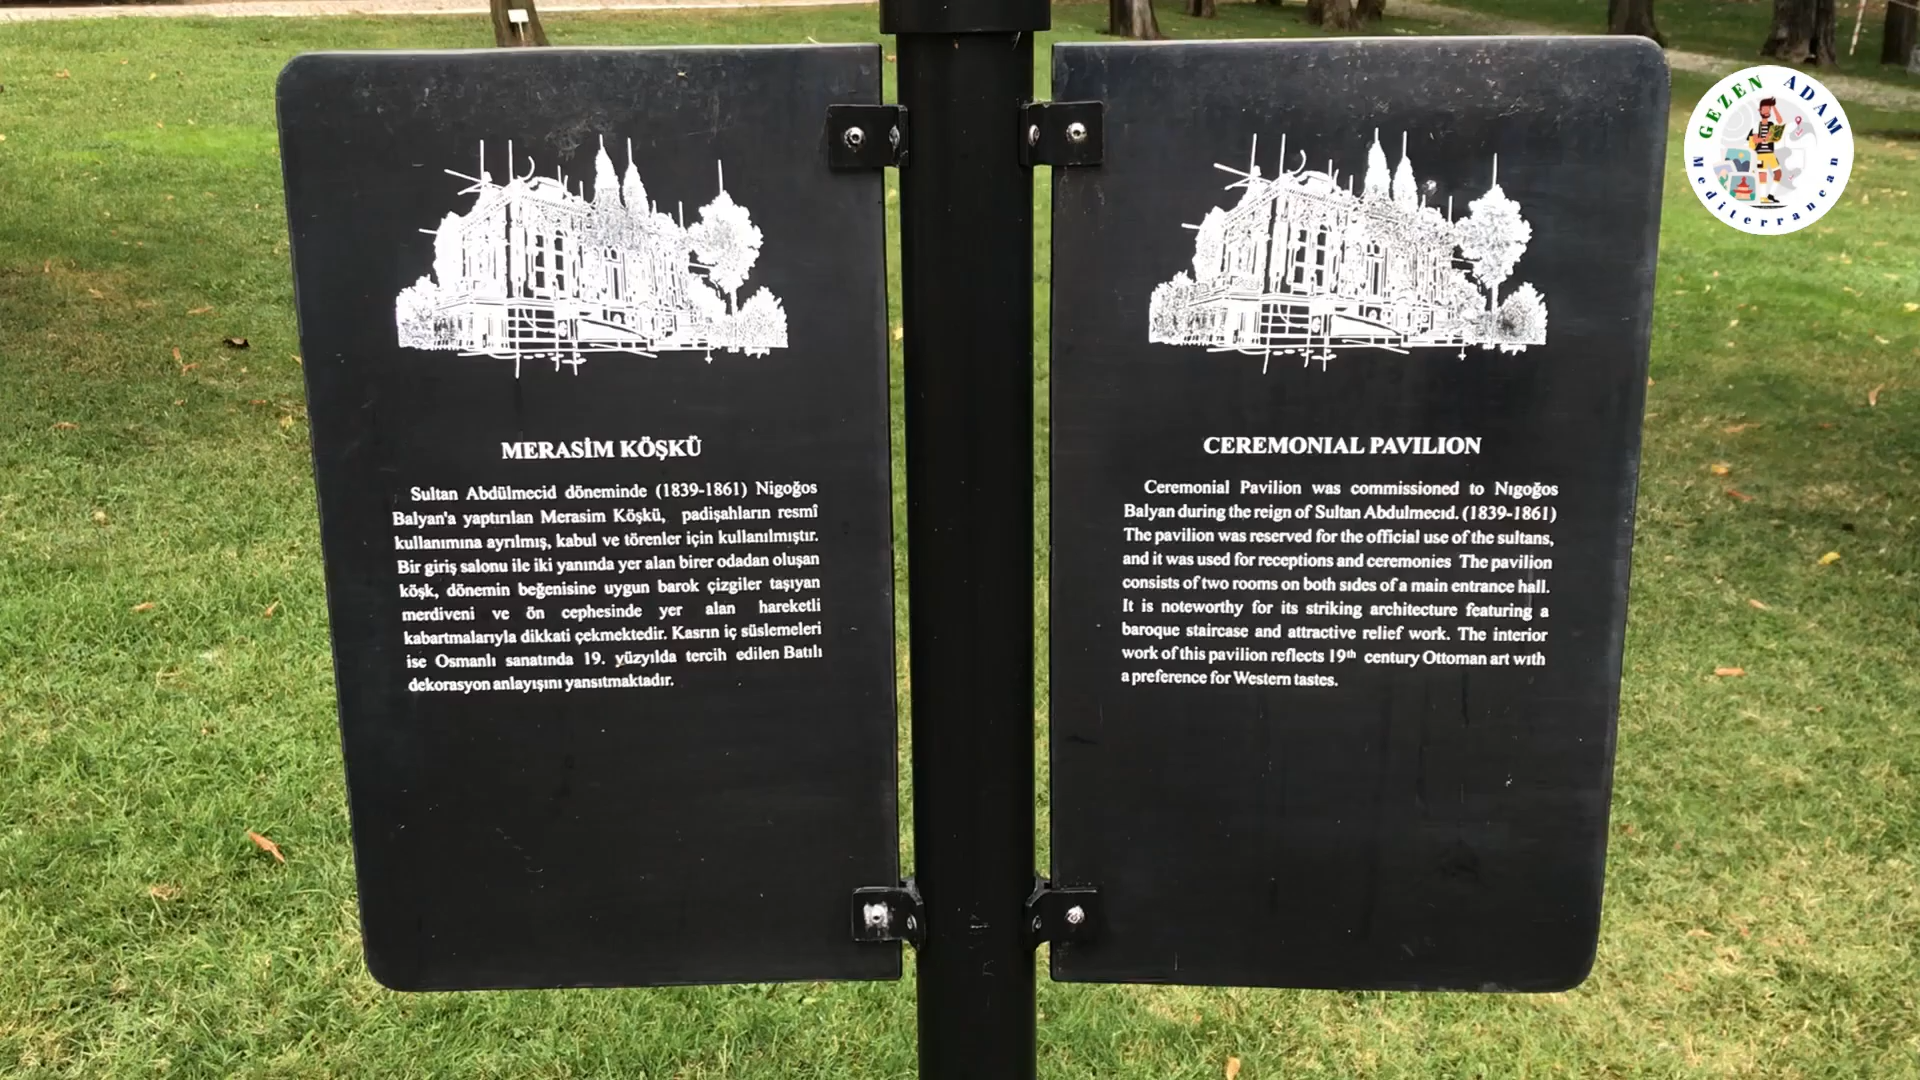 MERASİM KÖŞKÜ
Sultan Abdülmecid döneminde (1839-1861) Nigoğos
Balyan'a yaptırılan Merasim Köşkü, padişahların resmî
kullanımına ayrılmış, kabul ve törenler için kullanılmıştır.
Bir giriş salonu ile iki yanında yer alan birer odadan oluşan
köşk, dönemin beğenisine uygun barok çizgiler taşıyan
merdiveni ve ön cephesinde yer alan hareketli
kabartmalarıyla dikkati çekmektedir. Kasrın iç süslemeleri
ise Osmanlı sanatında 19. yüzyılda tercih edilen Batılı
dekorasyon anlayışını yansıtmaktadır.
CEREMONIAL PAVILION
Ceremonial Pavilion was commissioned to Nıgoğos
Balyan during the reign of Sultan Abdulmecıd. (1839-1861)
The pavilion was reserved for the official use of the sultans,
and it was used for receptions and ceremonies The pavilion
consists of two rooms on both sıdes of a main entrance hall.
It is noteworthy for its striking architecture featuring a
baroque staircase and attractive relief work. The interior
work of this pavilion reflects 19th century Ottoman art wıth
a preference for Western tastes.
GEZEN ADAM
Mediterranean